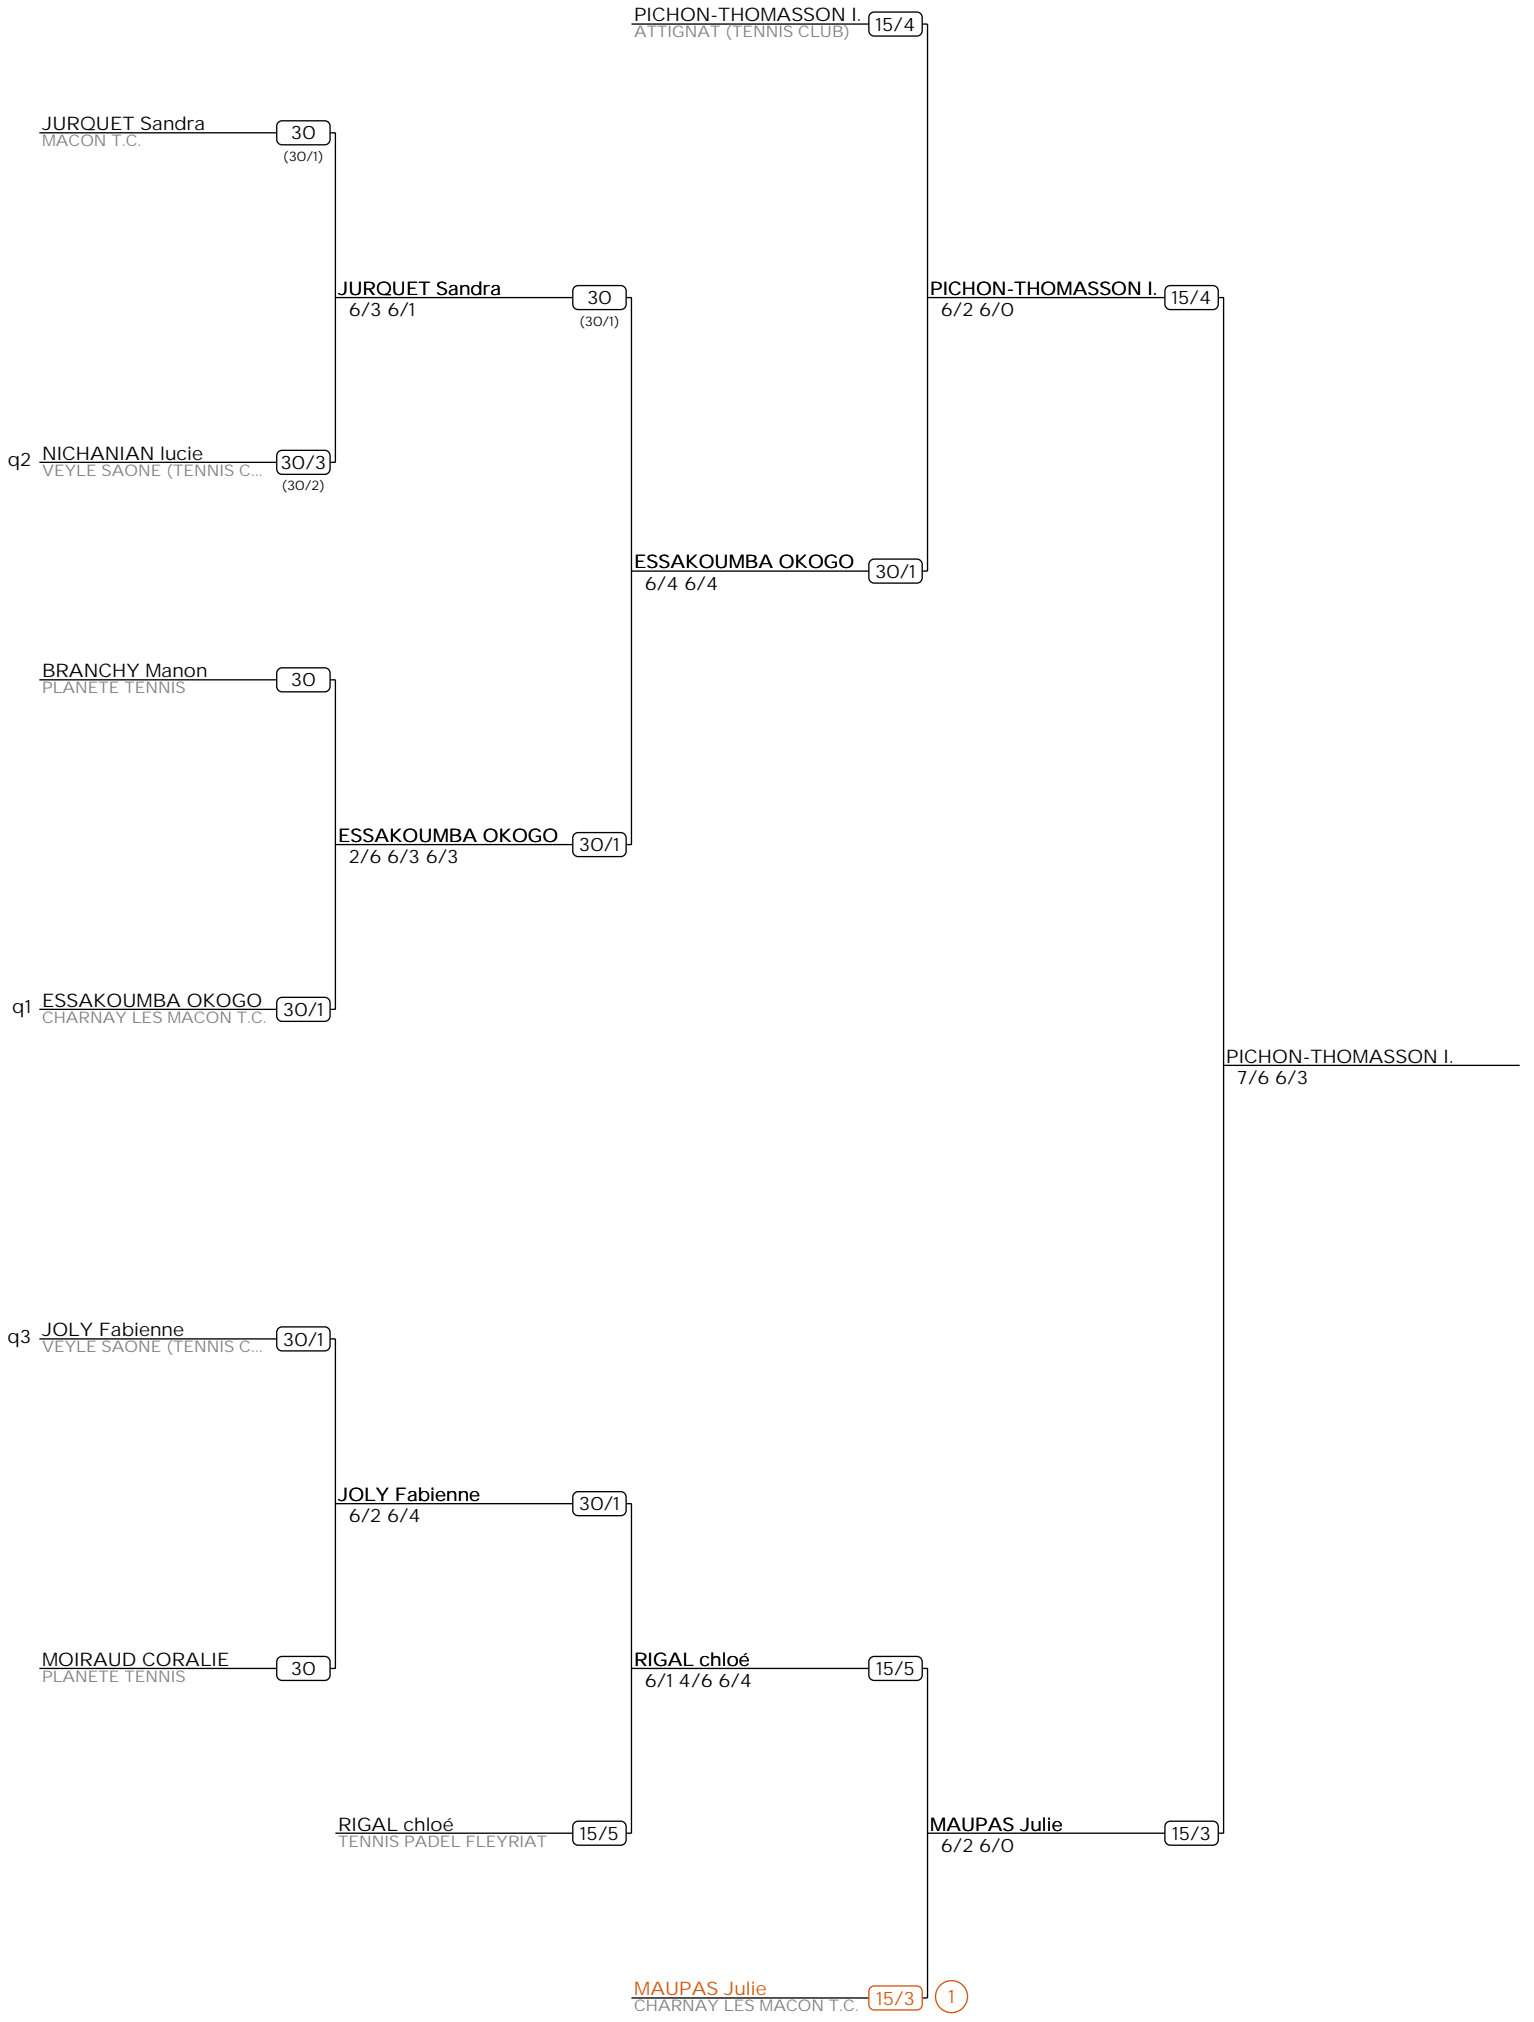 PICHON-THOMASSON I.
15/4
ATTIGNAT (TENNIS CLUB)
JURQUET Sandra
30
MACON T.C.
(30/1)
JURQUET Sandra
30
6/3 6/1
(30/1)
PICHON-THOMASSON I.
15/4
6/2 6/0
q2
NICHANIAN lucie
30/3
VEYLE SAONE (TENNIS C...
(30/2)
ESSAKOUMBA OKOGO
30/1
6/4 6/4
BRANCHY Manon
30
PLANETE TENNIS
ESSAKOUMBA OKOGO
30/1
2/6 6/3 6/3
q1
ESSAKOUMBA OKOGO
30/1
CHARNAY LES MACON T.C.
PICHON-THOMASSON I.
7/6 6/3
q3
JOLY Fabienne
30/1
VEYLE SAONE (TENNIS C...
JOLY Fabienne
30/1
6/2 6/4
MOIRAUD CORALIE
30
PLANETE TENNIS
RIGAL chloé
15/5
6/1 4/6 6/4
RIGAL chloé
15/5
TENNIS PADEL FLEYRIAT
MAUPAS Julie
15/3
6/2 6/0
MAUPAS Julie
15/3
1
CHARNAY LES MACON T.C.